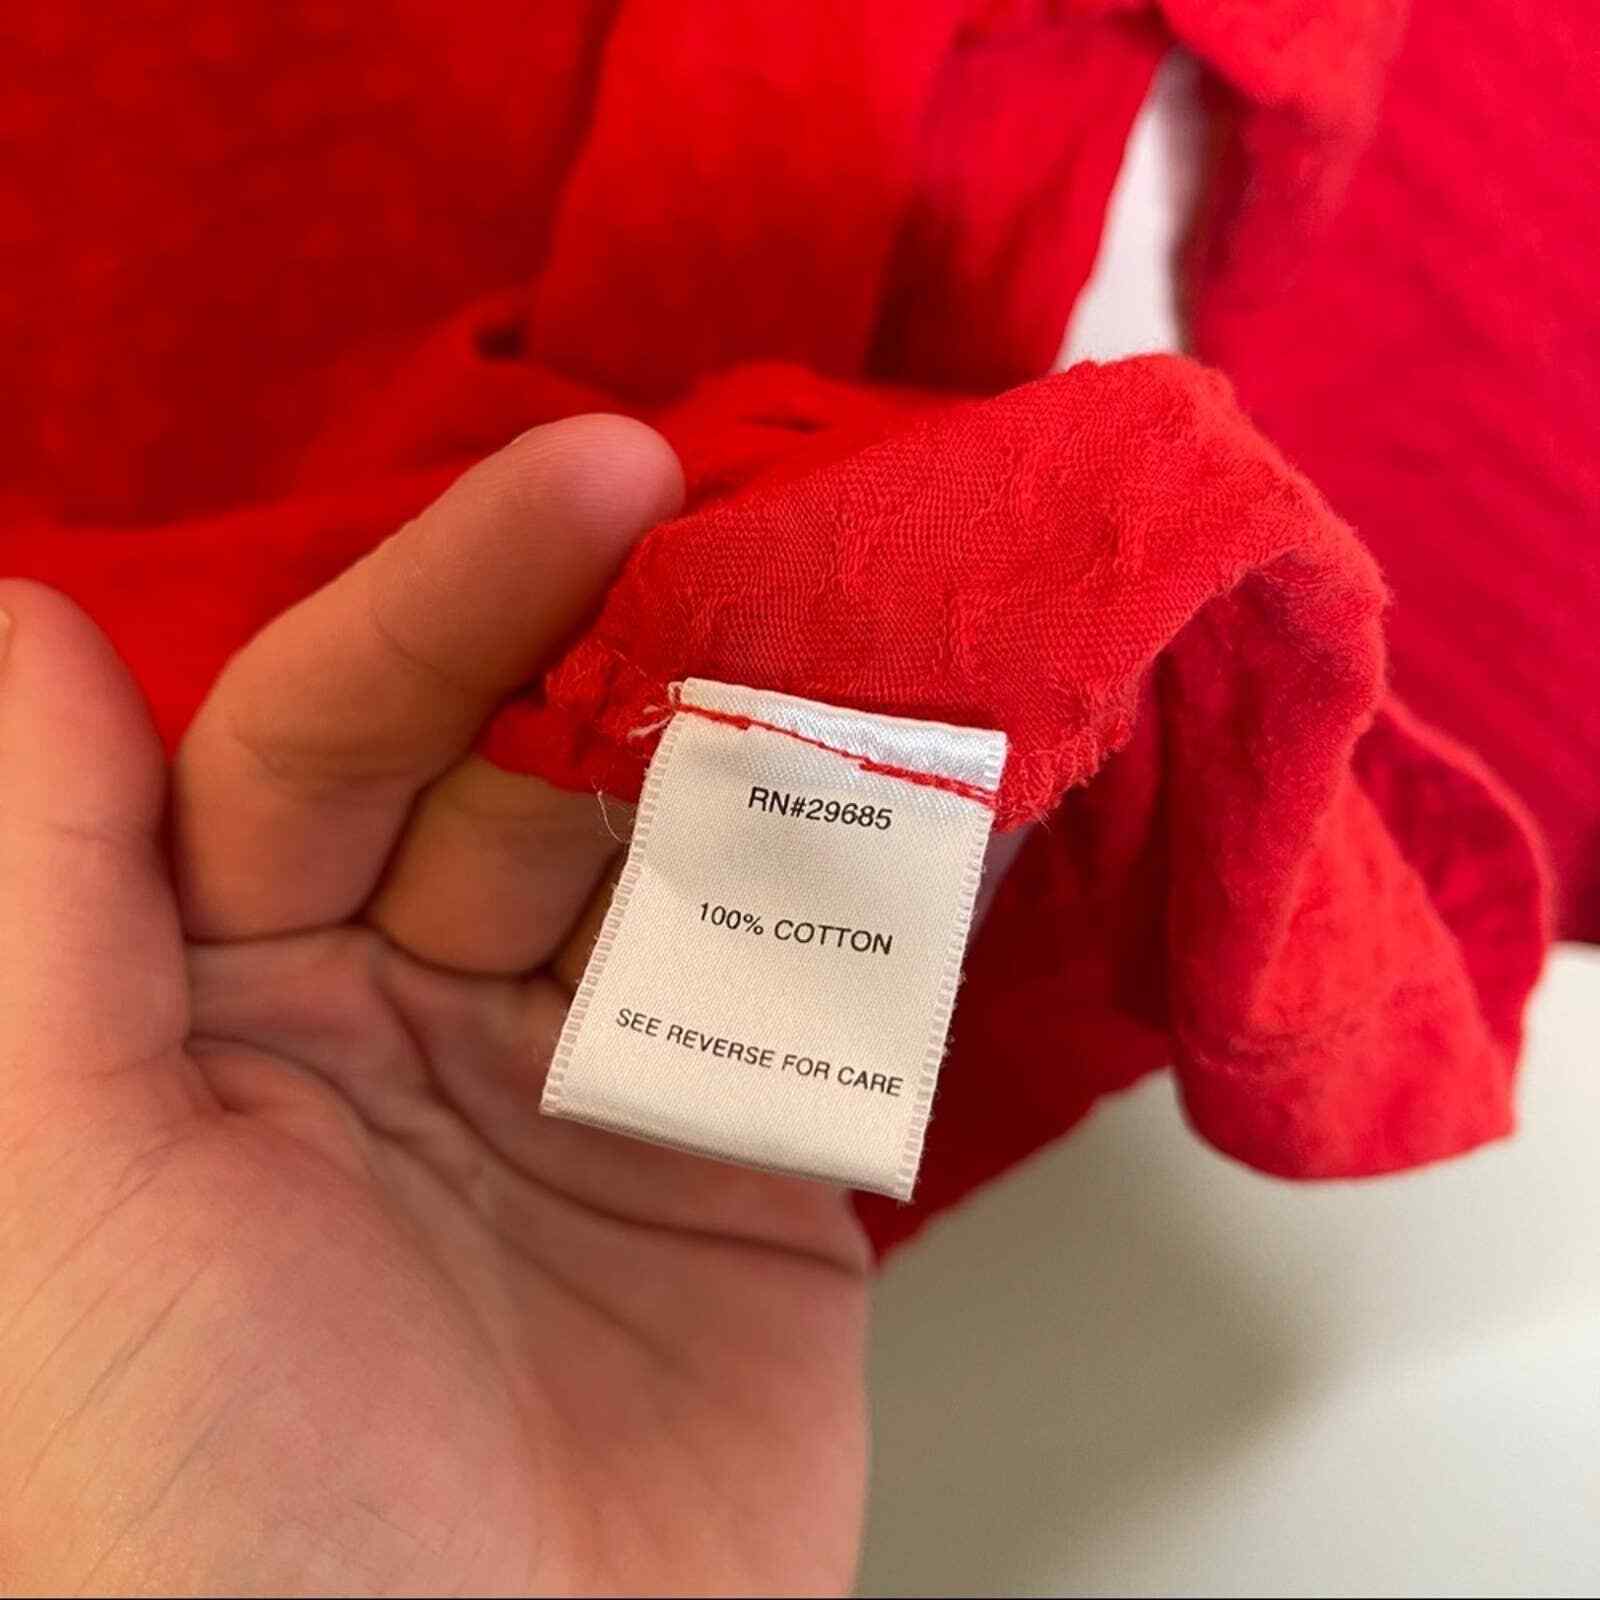 RN#29685
100% COTTON
SEE REVERSE FOR CARE